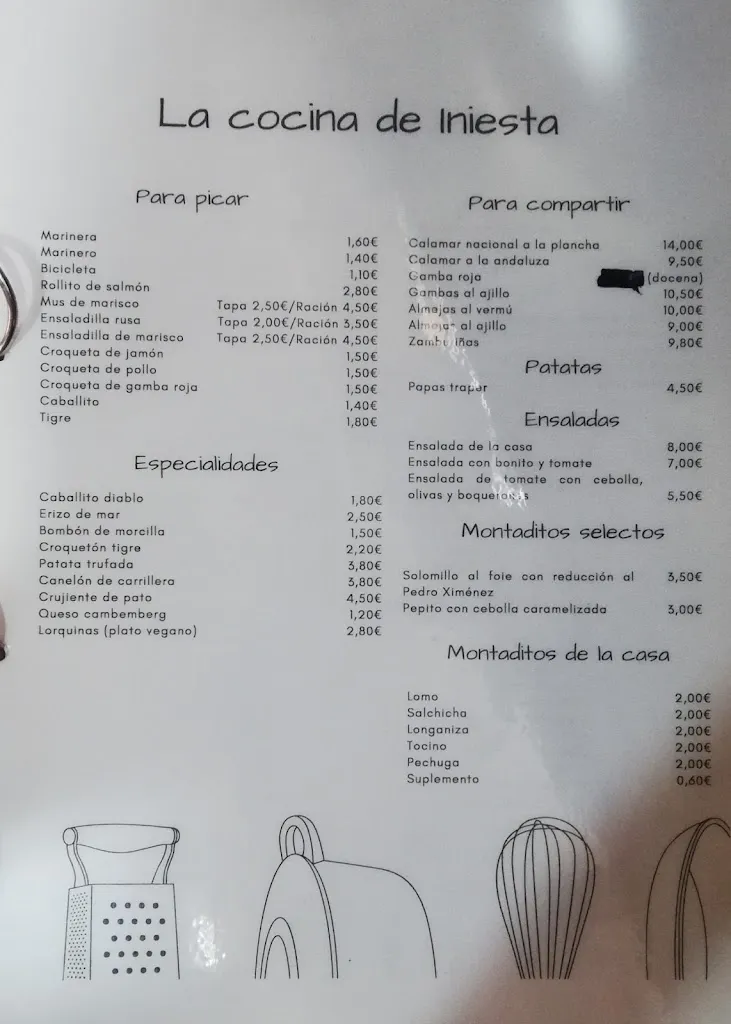 La cocina de Iniesta
Para picar
Marinera 1,60€
Marinero 1,40€
Bicicleta 1,10€
Rollito de salmón 2,80€
Mus de marisco Tapa 2,50€/Ración 4,50€
Ensaladilla rusa Tapa 2,00€/Ración 3,50€
Ensaladilla de marisco Tapa 2,50€/Ración 4,50€
Croqueta de jamón 1,50€
Croqueta de pollo 1,50€
Croqueta de gamba roja 1,50€
Caballito 1,40€
Tigre 1,80€
Especialidades
Caballito diablo 1,80€
Erizo de mar 2,50€
Bombón de morcilla 1,50€
Croquetón tigre 2,20€
Patata trufada 3,80€
Canelón de carrillera 3,80€
Crujiente de pato 4,50€
Queso cambemberg 1,20€
Lorquinas (plato vegano) 2,80€
Para compartir
Calamar nacional a la plancha 14,00€
Calamar a la andaluza 9,50€
Gamba roja (docena)
Gambas al ajillo 10,50€
Almejas al vermú 10,00€
Almejas al ajillo 9,00€
Zamburiñas 9,80€
Patatas
Papas traper 4,50€
Ensaladas
Ensalada de la casa 8,00€
Ensalada con bonito y tomate 7,00€
Ensalada de tomate con cebolla,
olivas y boquerones 5,50€
Montaditos selectos
Solomillo al foie con reducción al 3,50€
Pedro Ximénez
Pepito con cebolla caramelizada 3,00€
Montaditos de la casa
Lomo 2,00€
Salchicha 2,00€
Longaniza 2,00€
Tocino 2,00€
Pechuga 2,00€
Suplemento 0,60€